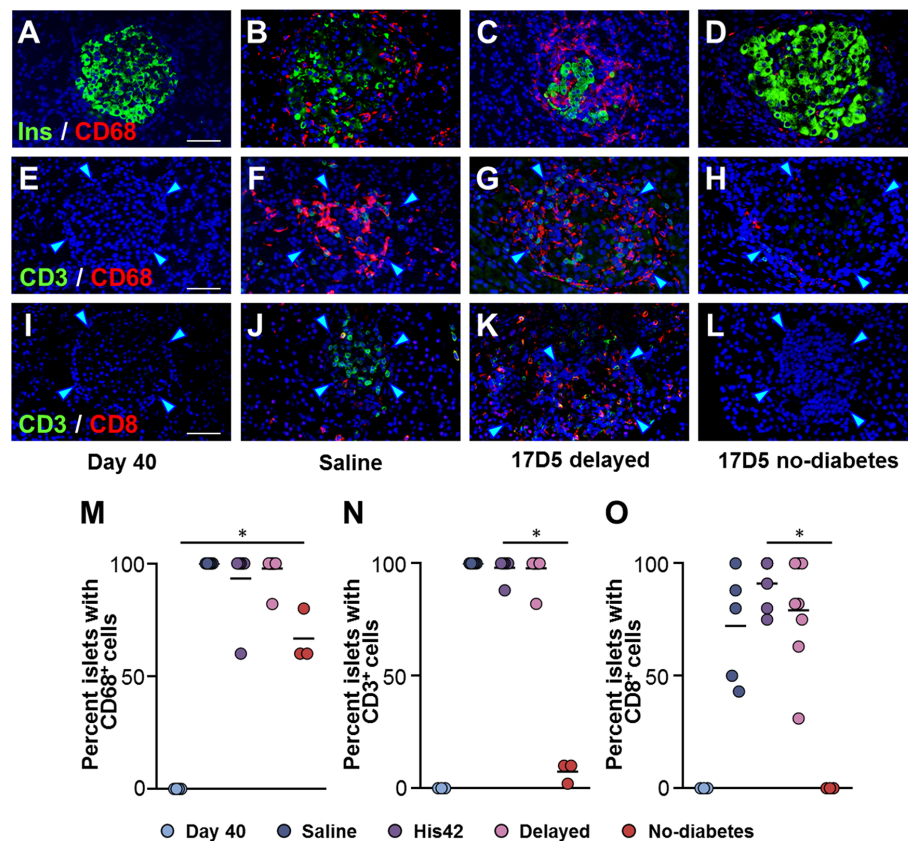 A B C D
Ins / CD68
E F G H
CD3 / CD68
I J K L
CD3 / CD8
Day 40 Saline 17D5 delayed 17D5 no-diabetes
M N O
* * *
Percent islets with
CD68+ cells
100
50
0
Percent islets with
CD3+ cells
100
50
0
Percent islets with
CD8+ cells
100
50
0
Day 40 Saline His42 Delayed No-diabetes